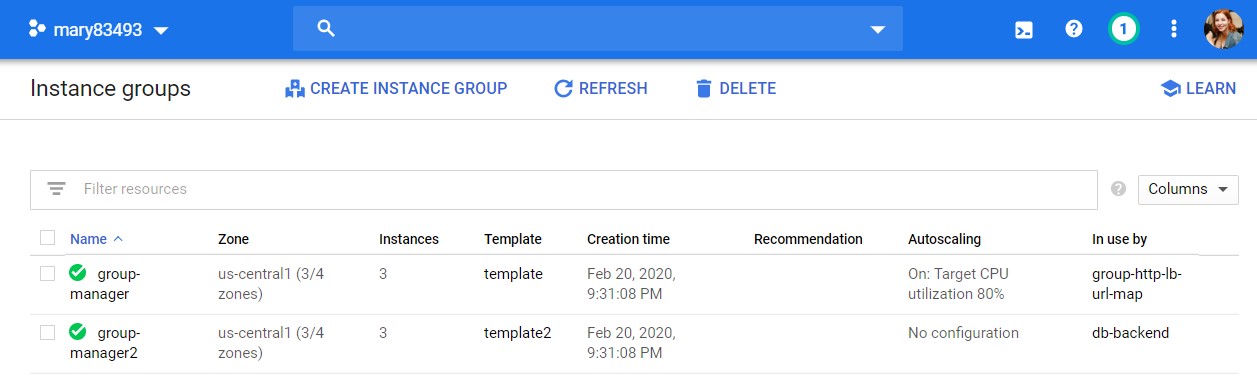 mary83493
1
Instance groups
CREATE INSTANCE GROUP
REFRESH
DELETE
LEARN
Filter resources
Columns
Name Zone Instances Template Creation time Recommendation Autoscaling In use by
group- us-central1 (3/4 3 template Feb 20, 2020, On: Target CPU group-http-lb-
manager zones) 9:31:08 PM utilization 80% url-map
group- us-central1 (3/4 3 template2 Feb 20, 2020, No configuration db-backend
manager2 zones) 9:31:08 PM